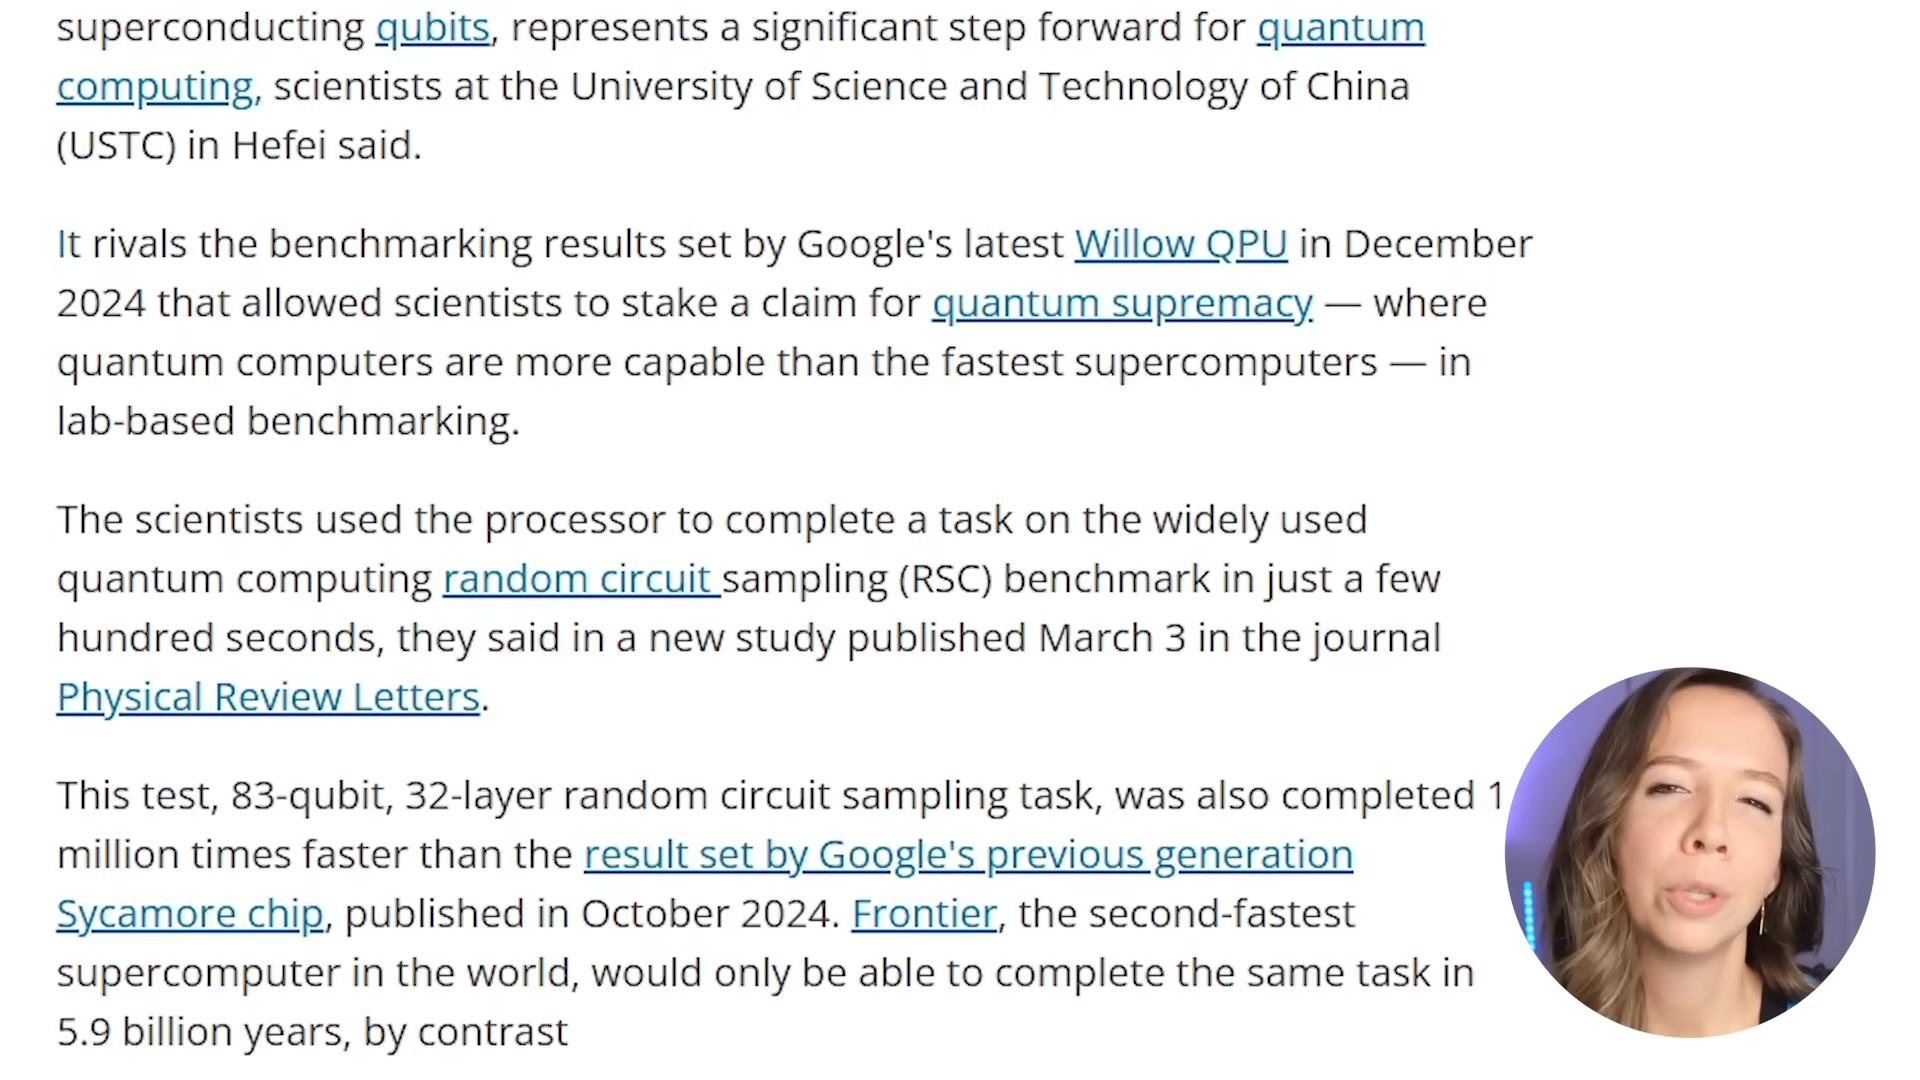 superconducting qubits, represents a significant step forward for quantum
computing, scientists at the University of Science and Technology of China
(USTC) in Hefei said.
It rivals the benchmarking results set by Google's latest Willow QPU in December
2024 that allowed scientists to stake a claim for quantum supremacy — where
quantum computers are more capable than the fastest supercomputers — in
lab-based benchmarking.
The scientists used the processor to complete a task on the widely used
quantum computing random circuit sampling (RSC) benchmark in just a few
hundred seconds, they said in a new study published March 3 in the journal
Physical Review Letters.
This test, 83-qubit, 32-layer random circuit sampling task, was also completed 1
million times faster than the result set by Google's previous generation
Sycamore chip, published in October 2024. Frontier, the second-fastest
supercomputer in the world, would only be able to complete the same task in
5.9 billion years, by contrast